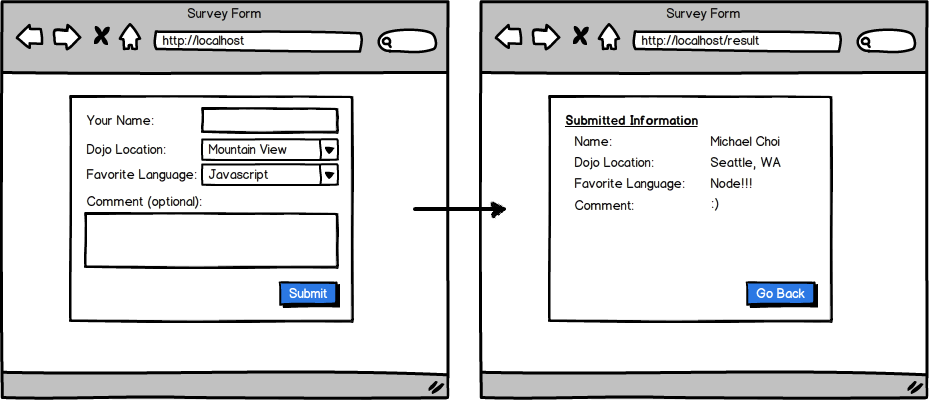 Survey Form
http://localhost
Your Name:
Dojo Location: Mountain View
Favorite Language: Javascript
Comment (optional):
Submit
Survey Form
http://localhost/result
Submitted Information
Name: Michael Choi
Dojo Location: Seattle, WA
Favorite Language: Node!!!
Comment: :)
Go Back